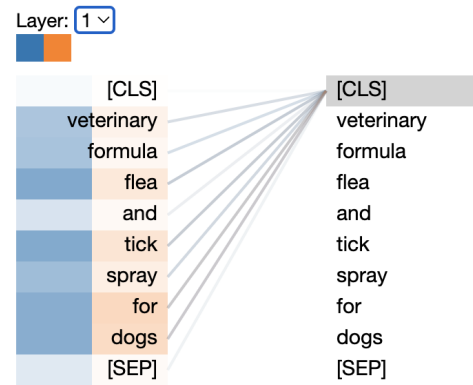 Layer: 1
[CLS] [CLS]
veterinary veterinary
formula formula
flea flea
and and
tick tick
spray spray
for for
dogs dogs
[SEP] [SEP]